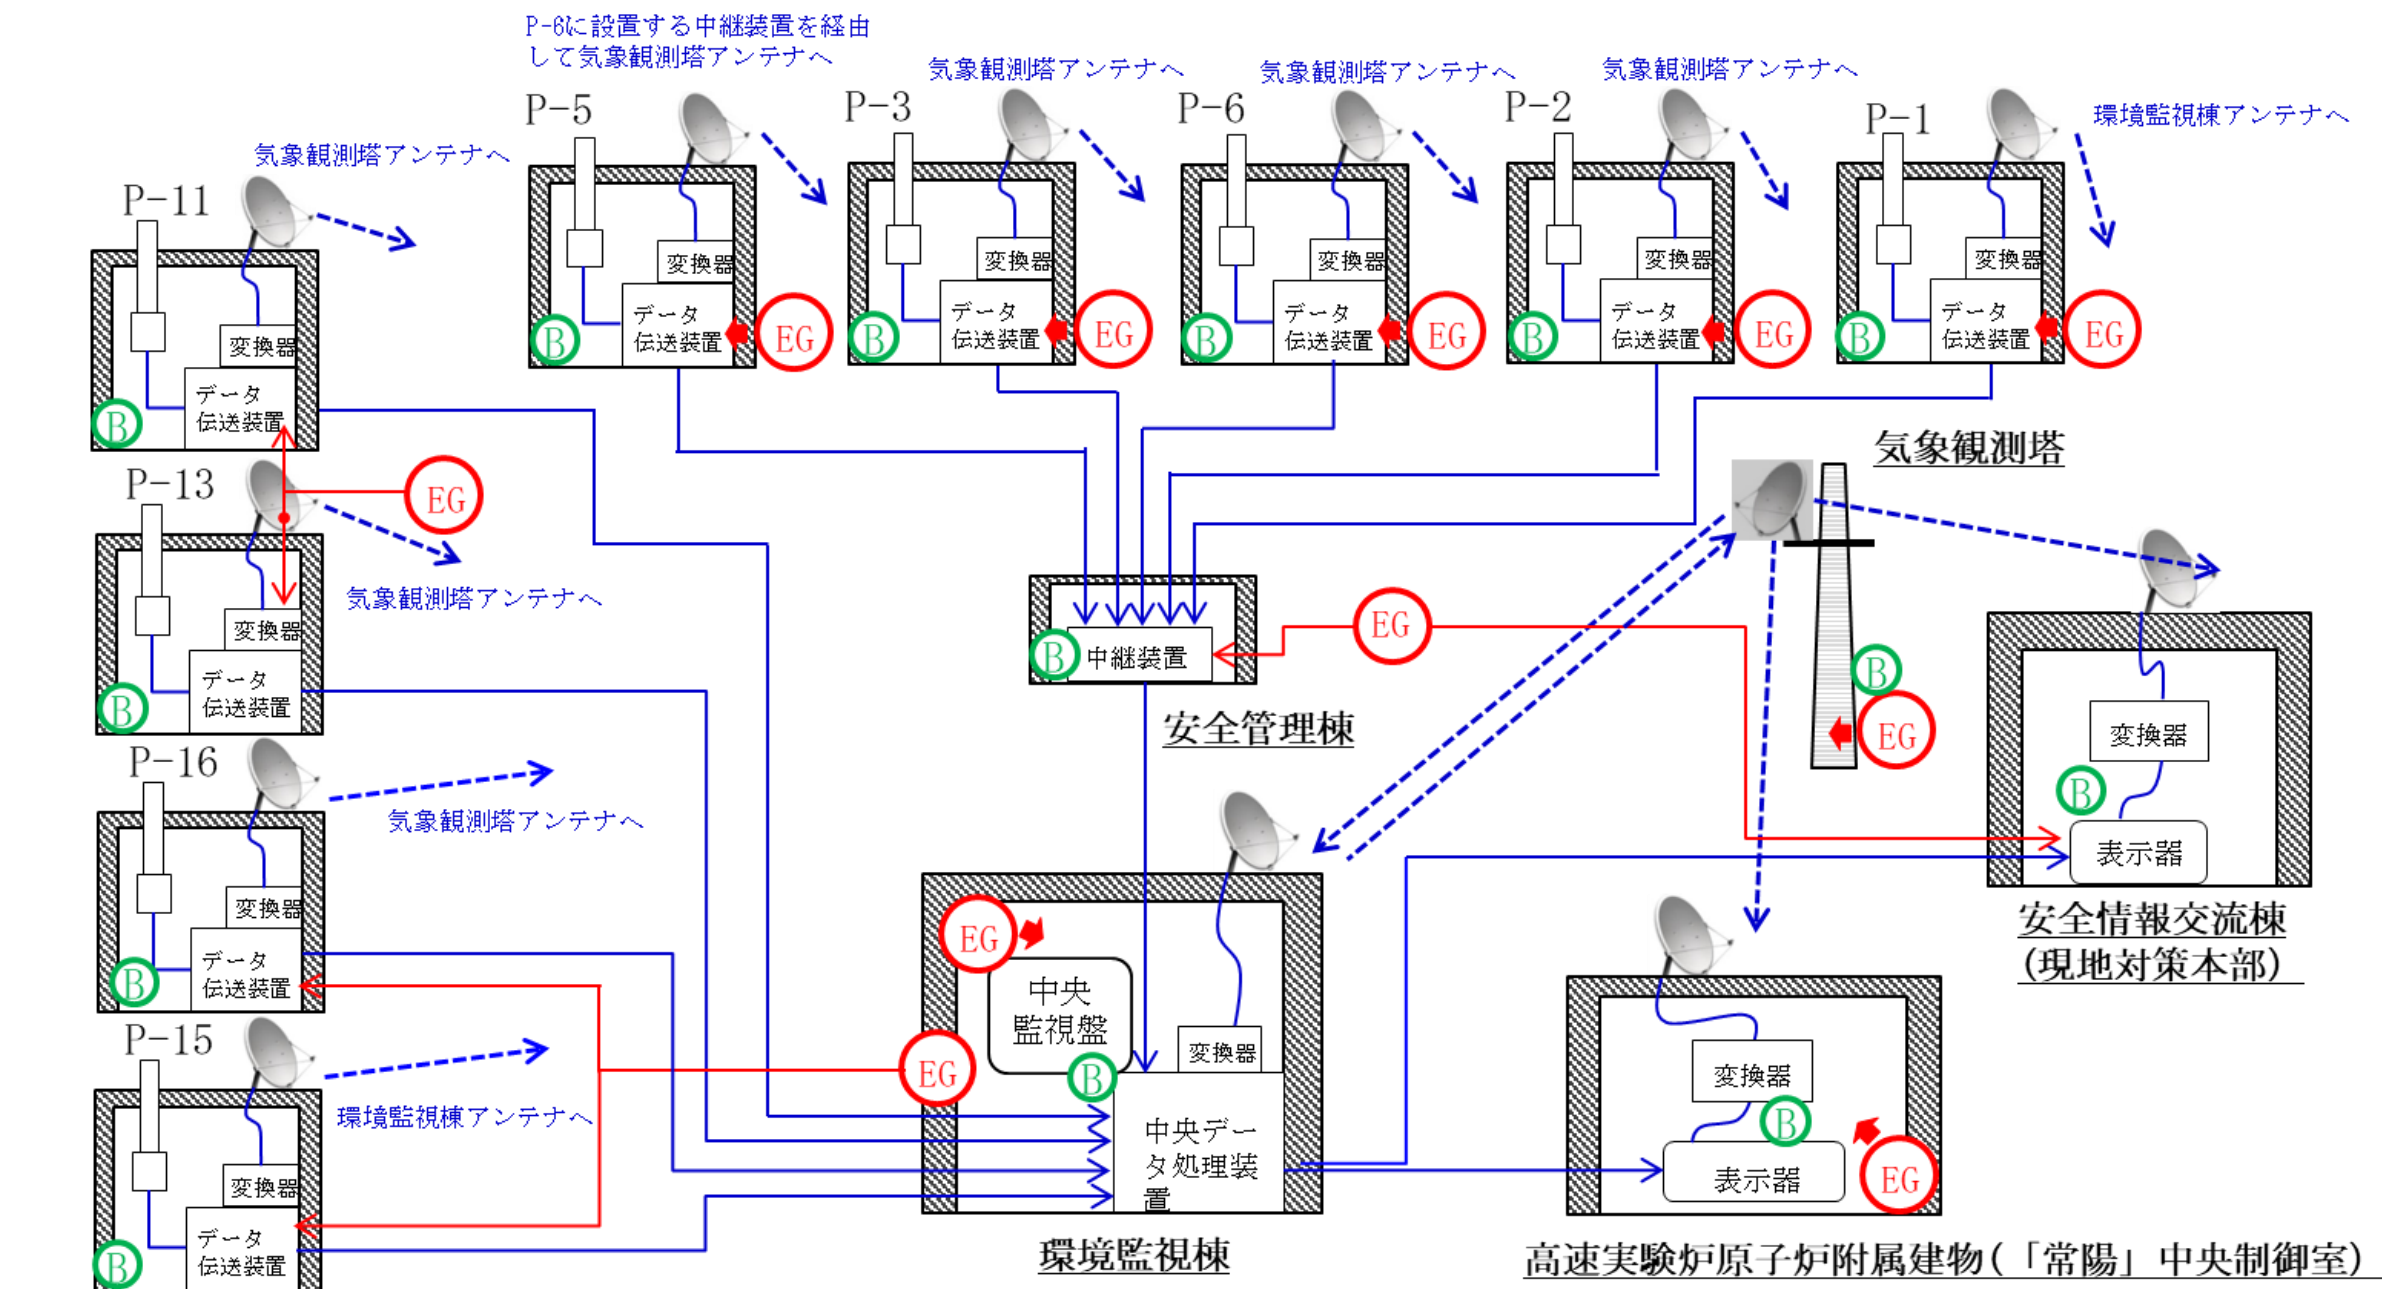 P-6に設置する中継装置を経由
して気象観測塔アンテナへ
気象観測塔アンテナへ
気象観測塔アンテナへ
気象観測塔アンテナへ
環境監視棟アンテナへ
P-5
変換器
データ
伝送装置
B
EG
P-3
変換器
データ
伝送装置
B
EG
P-6
変換器
データ
伝送装置
B
EG
P-2
変換器
データ
伝送装置
B
EG
P-1
変換器
データ
伝送装置
B
EG
気象観測塔アンテナへ
P-11
変換器
データ
伝送装置
B
EG
P-13
気象観測塔アンテナへ
変換器
データ
伝送装置
B
P-16
気象観測塔アンテナへ
変換器
データ
伝送装置
B
P-15
環境監視棟アンテナへ
変換器
データ
伝送装置
B
気象観測塔
B
EG
EG
B
中継装置
安全管理棟
変換器
B
表示器
安全情報交流棟
(現地対策本部)
EG
中央
監視盤
EG
B
変換器
中央デー
タ処理装
置
環境監視棟
変換器
B
表示器
EG
高速実験炉原子炉附属建物(「常陽」中央制御室)